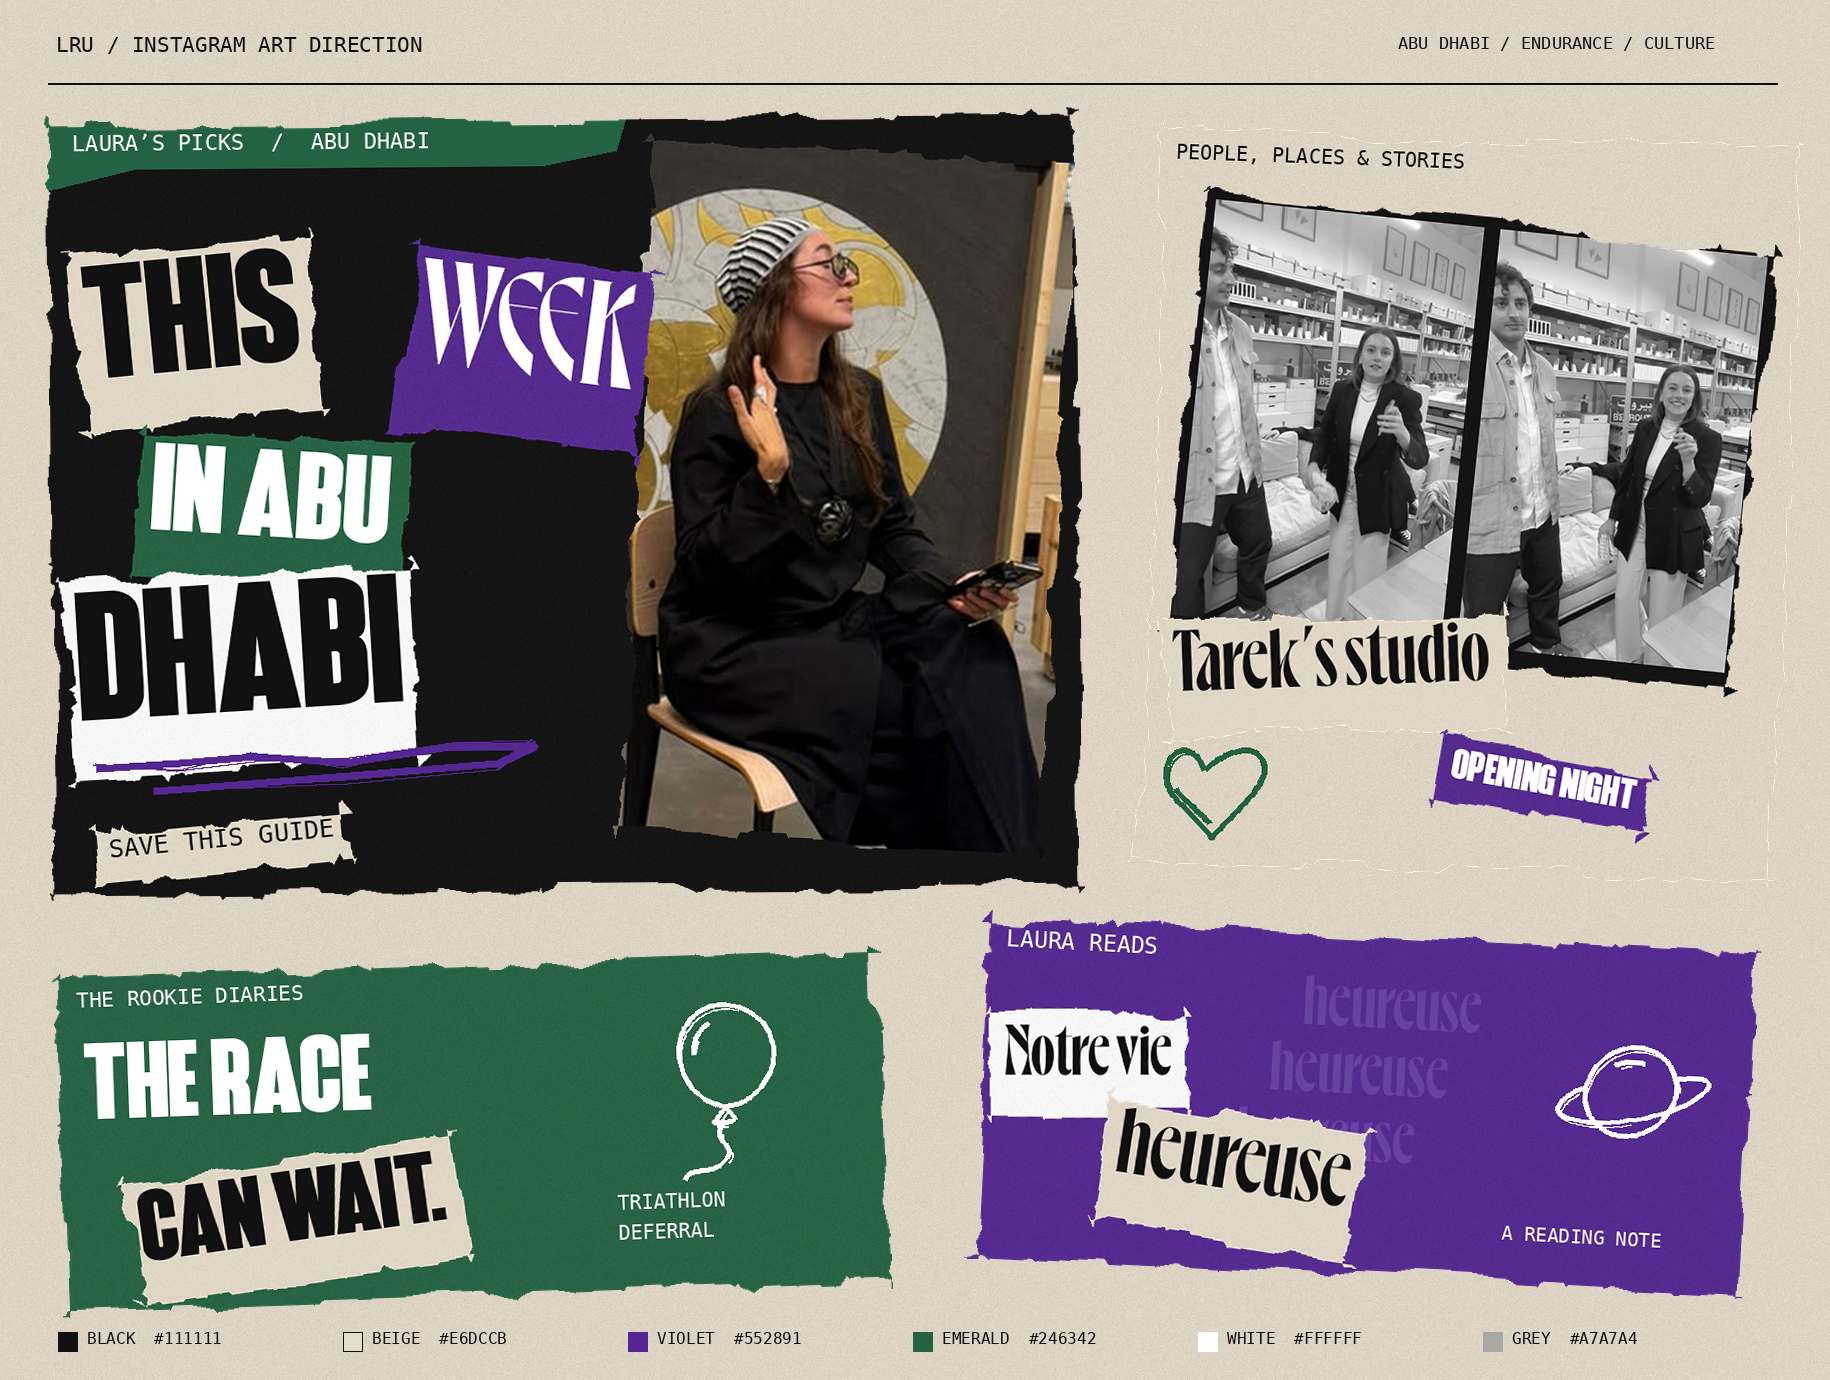 LRU / INSTAGRAM ART DIRECTION
ABU DHABI / ENDURANCE / CULTURE
LAURA’S PICKS / ABU DHABI
THIS
WEEK
IN ABU
DHABI
SAVE THIS GUIDE
PEOPLE, PLACES & STORIES
بيروت
Tarek’s studio
OPENING NIGHT
THE ROOKIE DIARIES
THE RACE
CAN WAIT.
TRIATHLON
DEFERRAL
LAURA READS
Notre vie
heureuse
heureuse
heureuse
A READING NOTE
BLACK #111111
BEIGE #E6DCCB
VIOLET #552891
EMERALD #246342
WHITE #FFFFFF
GREY #A7A7A4